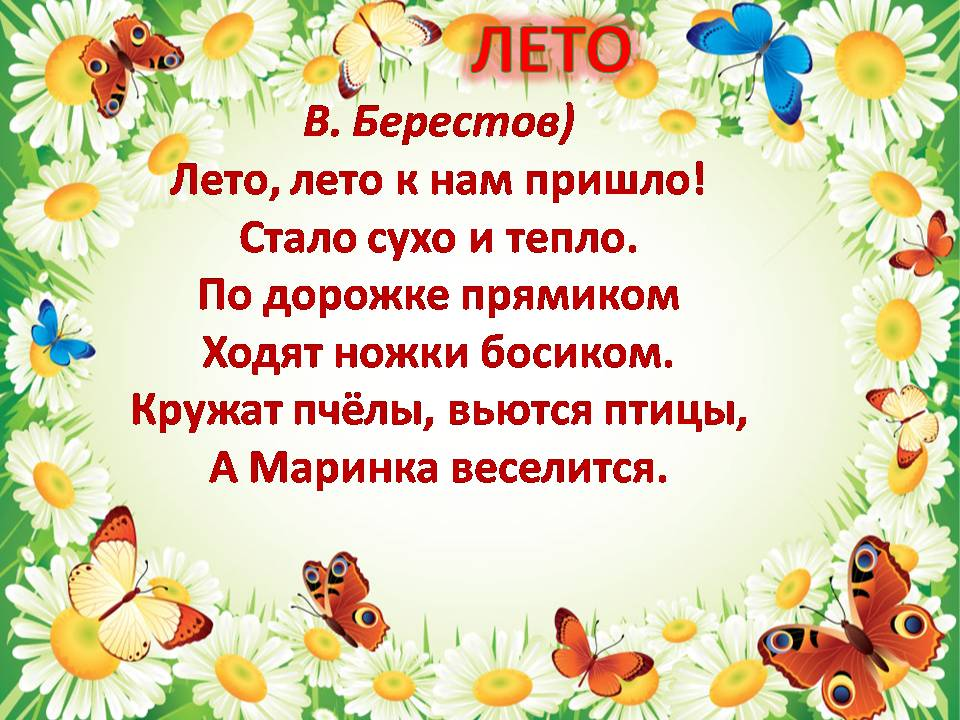 ЛЕТО
В. Берестов)
Лето, лето к нам пришло!
Стало сухо и тепло.
По дорожке прямиком
Ходят ножки босиком.
Кружат пчёлы, вьются птицы,
А Маринка веселится.